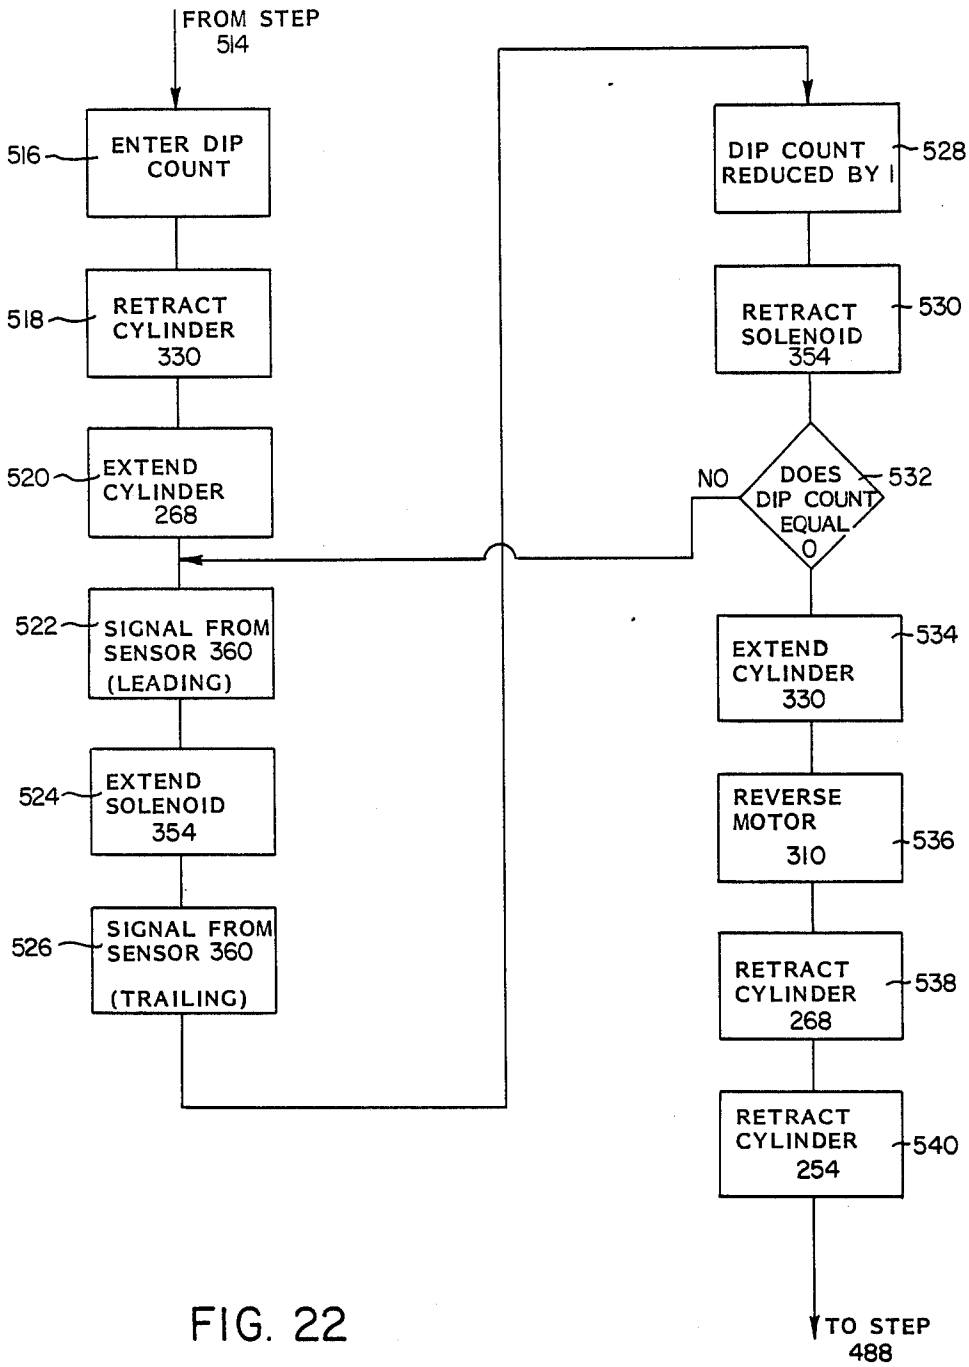 FROM STEP
514
516
ENTER DIP
COUNT
518
RETRACT
CYLINDER
330
520
EXTEND
CYLINDER
268
522
SIGNAL FROM
SENSOR 360
(LEADING)
524
EXTEND
SOLENOID
354
526
SIGNAL FROM
SENSOR 360
(TRAILING)
DIP COUNT
REDUCED BY 1
528
RETRACT
SOLENOID
354
530
NO
DOES
DIP COUNT
EQUAL
0
532
EXTEND
CYLINDER
330
534
REVERSE
MOTOR
310
536
RETRACT
CYLINDER
268
538
RETRACT
CYLINDER
254
540
TO STEP
488
FIG. 22